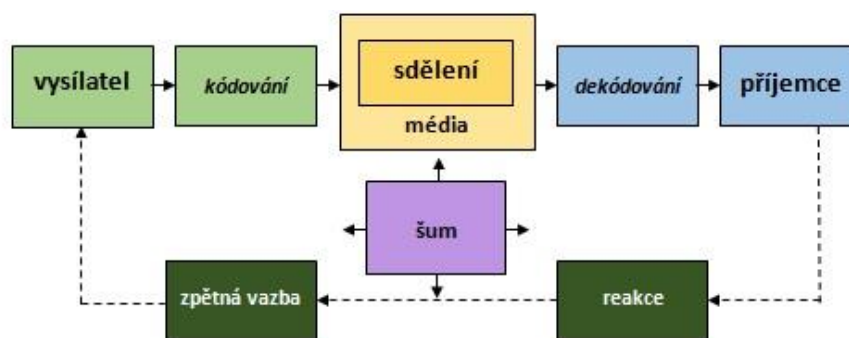 vysílatel
kódování
sdělení
média
dekódování
příjemce
šum
zpětná vazba
reakce